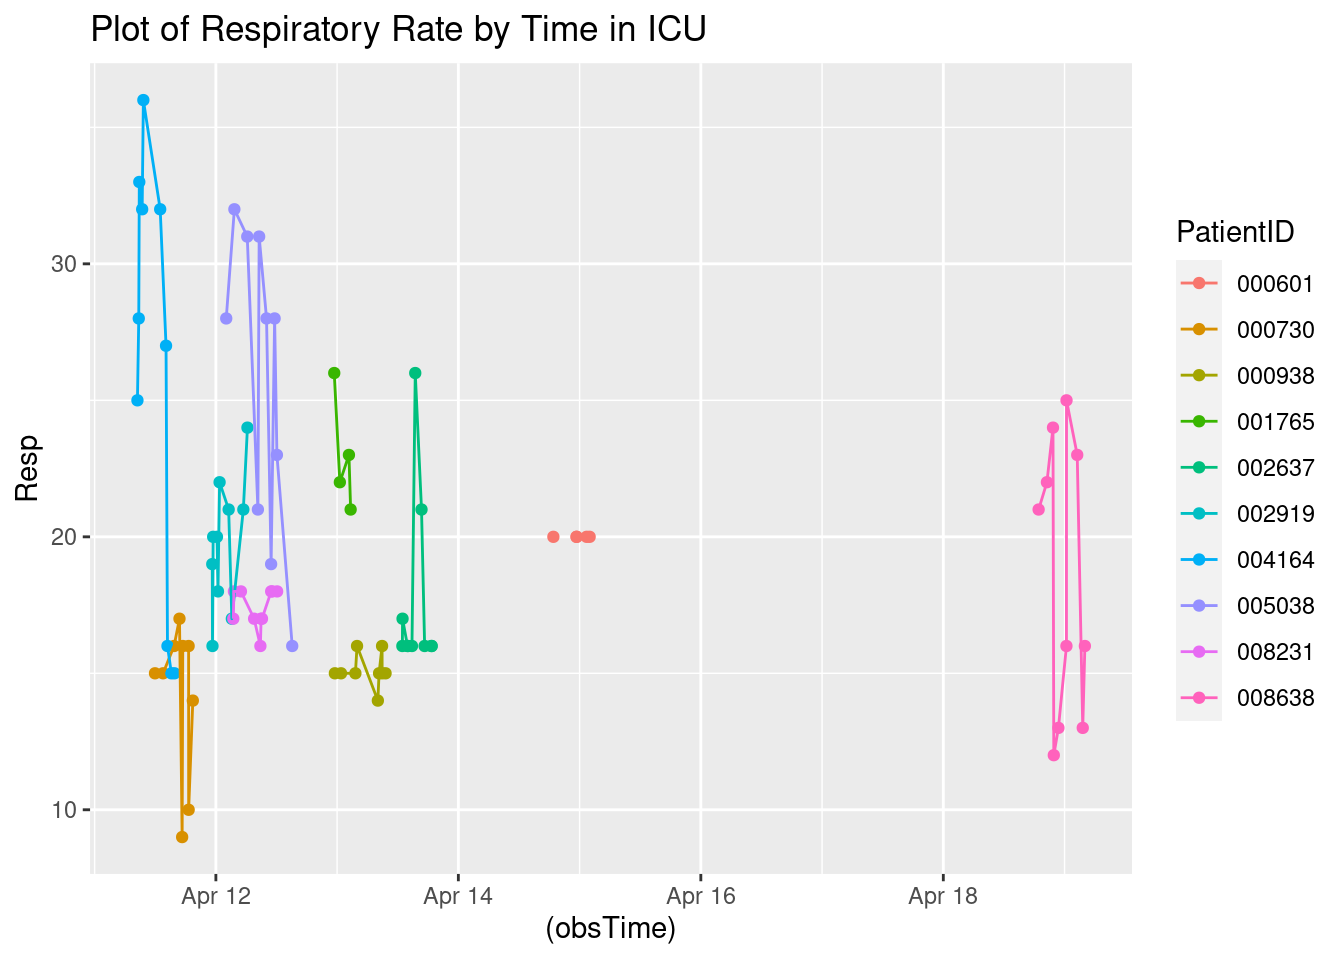 Plot of Respiratory Rate by Time in ICU
Resp
30
20
10
Apr 12
Apr 14
Apr 16
Apr 18
(obsTime)
PatientID
000601
000730
000938
001765
002637
002919
004164
005038
008231
008638